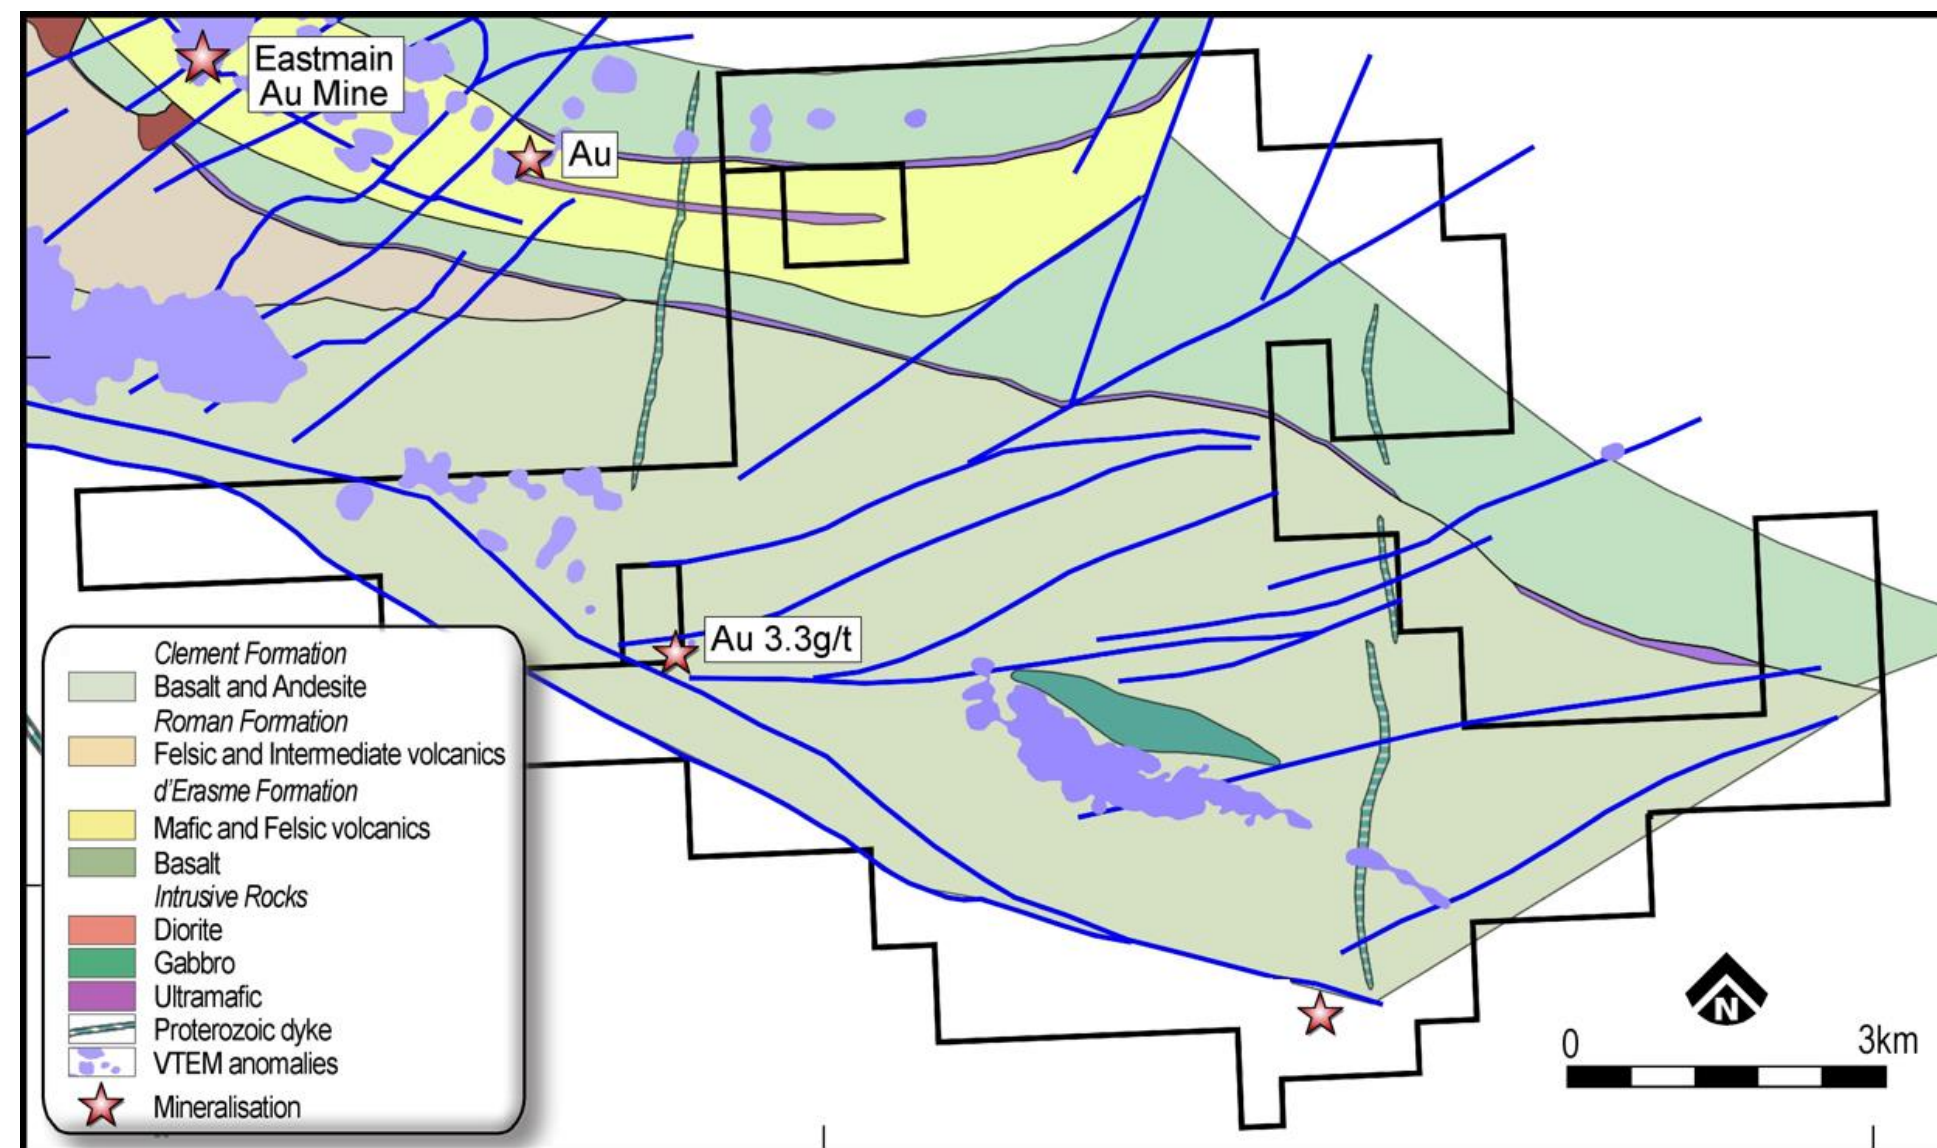 Eastmain
Au Mine
Au
Au 3.3g/t
Clement Formation
Basalt and Andesite
Roman Formation
Felsic and Intermediate volcanics
d'Erasme Formation
Mafic and Felsic volcanics
Basalt
Intrusive Rocks
Diorite
Gabbro
Ultramafic
Proterozoic dyke
VTEM anomalies
Mineralisation
N
0 3km